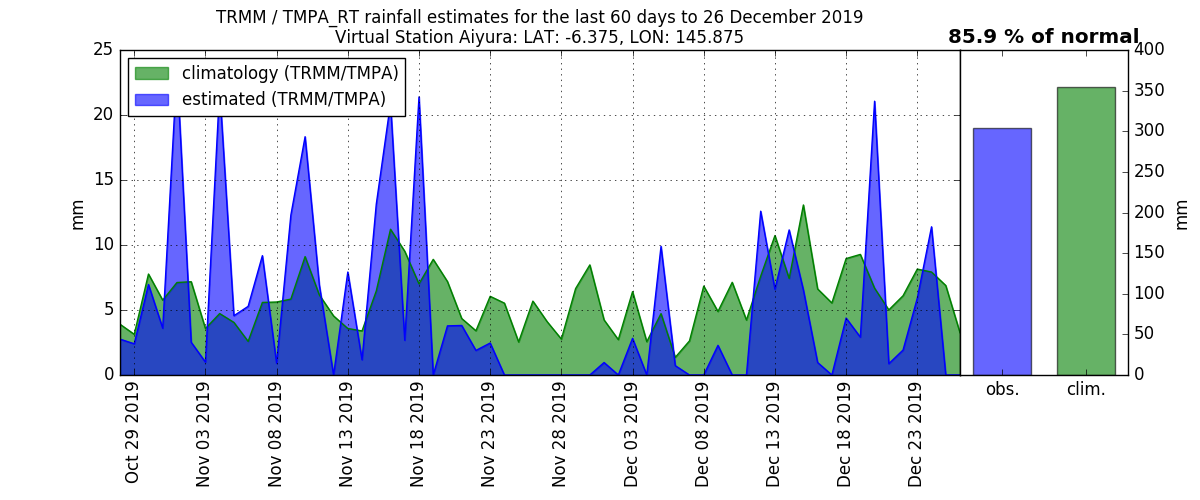 TRMM / TMPA_RT rainfall estimates for the last 60 days to 26 December 2019
Virtual Station Aiyura: LAT: -6.375, LON: 145.875
85.9 % of normal
climatology (TRMM/TMPA)
estimated (TRMM/TMPA)
25
20
15
10
5
0
mm
Oct 29 2019
Nov 03 2019
Nov 08 2019
Nov 13 2019
Nov 18 2019
Nov 23 2019
Nov 28 2019
Dec 03 2019
Dec 08 2019
Dec 13 2019
Dec 18 2019
Dec 23 2019
obs.
clim.
400
350
300
250
200
150
100
50
0
mm